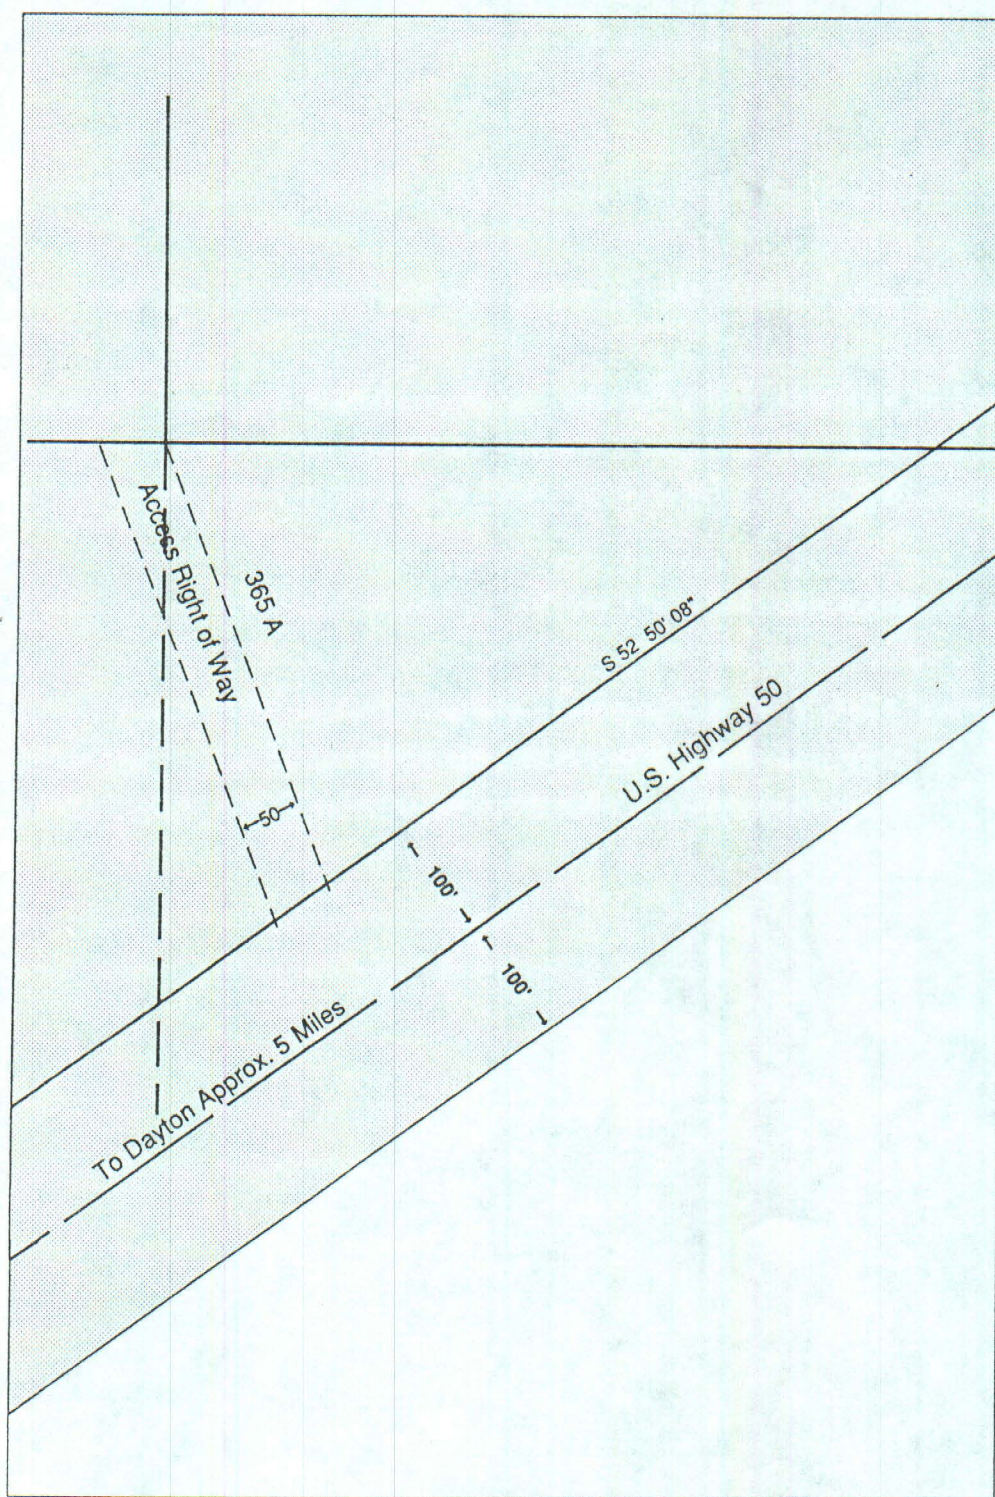 Access Right of Way
365 A
S 52 50' 08"
U.S. Highway 50
50
100'
100'
To Dayton Approx. 5 Miles